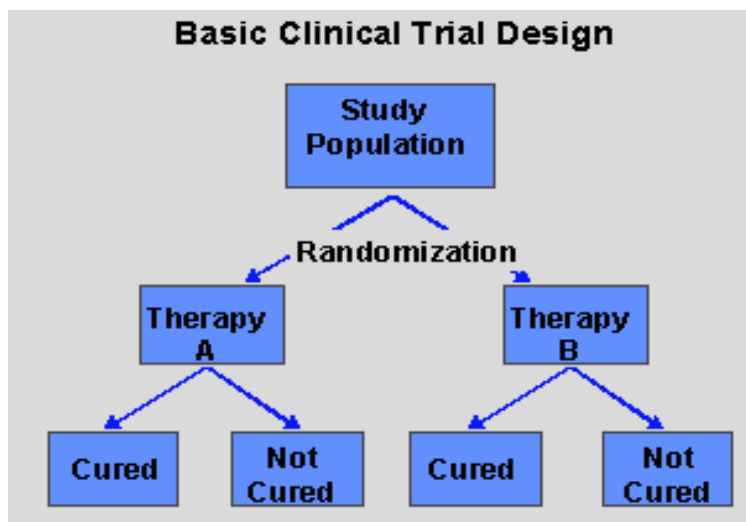 Basic Clinical Trial Design
Study
Population
Randomization
Therapy
A
Therapy
B
Cured
Not
Cured
Cured
Not
Cured